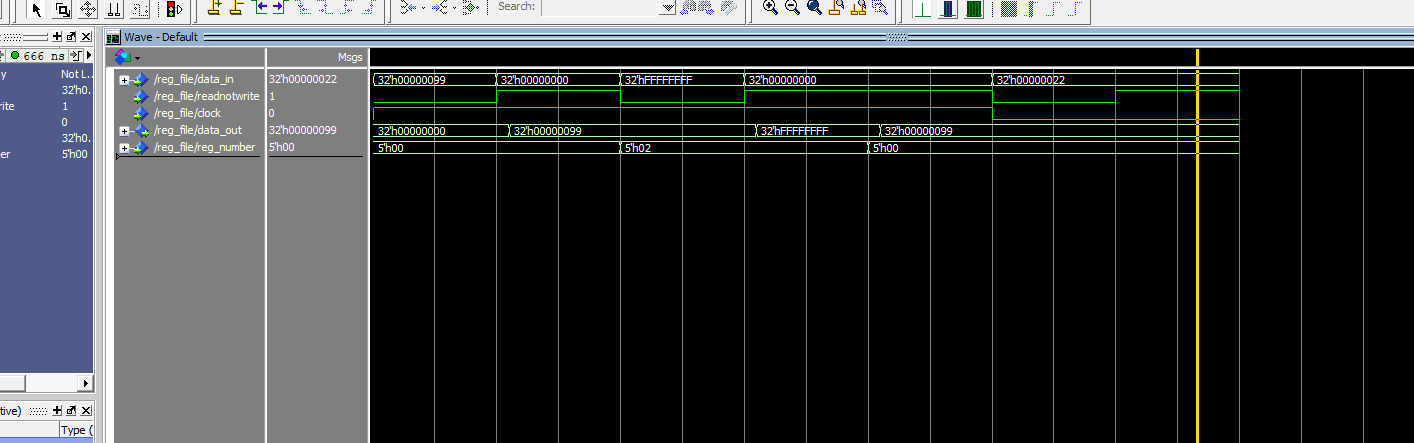 Search:
Wave - Default
666 ns
Msgs
y Not L...
32'h0...
rite 1
0
32'h0...
er 5'h00
/reg_file/data_in 32'h00000022 32'h00000099 32'h00000000 32'hFFFFFFFF 32'h00000000 32'h00000022
/reg_file/readnotwrite 1
/reg_file/clock 0
/reg_file/data_out 32'h00000099 32'h00000000 32'h00000099 32'hFFFFFFFF 32'h00000099
/reg_file/reg_number 5'h00 5'h00 5'h02 5'h00
tive)
Type (